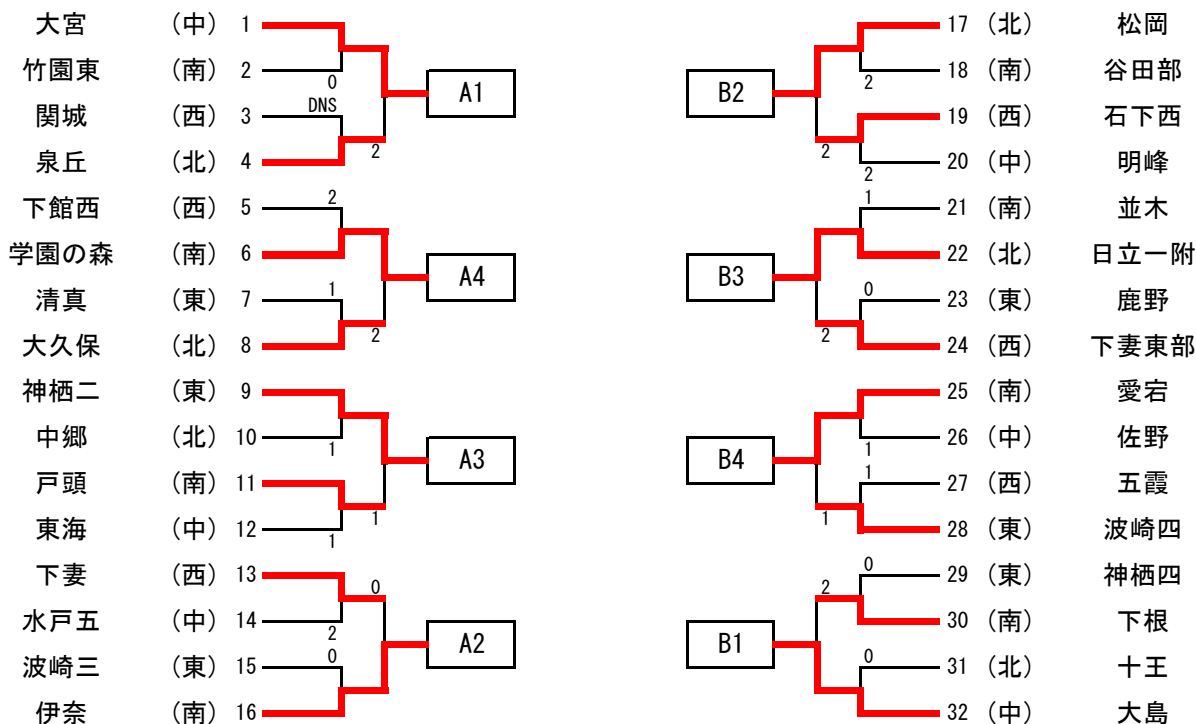 大宮 (中) 1
竹園東 (南) 2
0
DNS
関城 (西) 3
泉丘 (北) 4
2
A1
下館西 (西) 5
2
学園の森 (南) 6
清真 (東) 7
1
大久保 (北) 8
2
A4
神栖二 (東) 9
中郷 (北) 10
1
戸頭 (南) 11
東海 (中) 12
1
1
A3
下妻 (西) 13
0
水戸五 (中) 14
2
波崎三 (東) 15
0
伊奈 (南) 16
A2
17 (北) 松岡
18 (南) 谷田部
2
B2
19 (西) 石下西
20 (中) 明峰
2
2
21 (南) 並木
1
22 (北) 日立一附
B3
23 (東) 鹿野
0
24 (西) 下妻東部
2
25 (南) 愛宕
26 (中) 佐野
1
B4
27 (西) 五霞
1
28 (東) 波崎四
1
29 (東) 神栖四
0
2
30 (南) 下根
B1
31 (北) 十王
0
32 (中) 大島